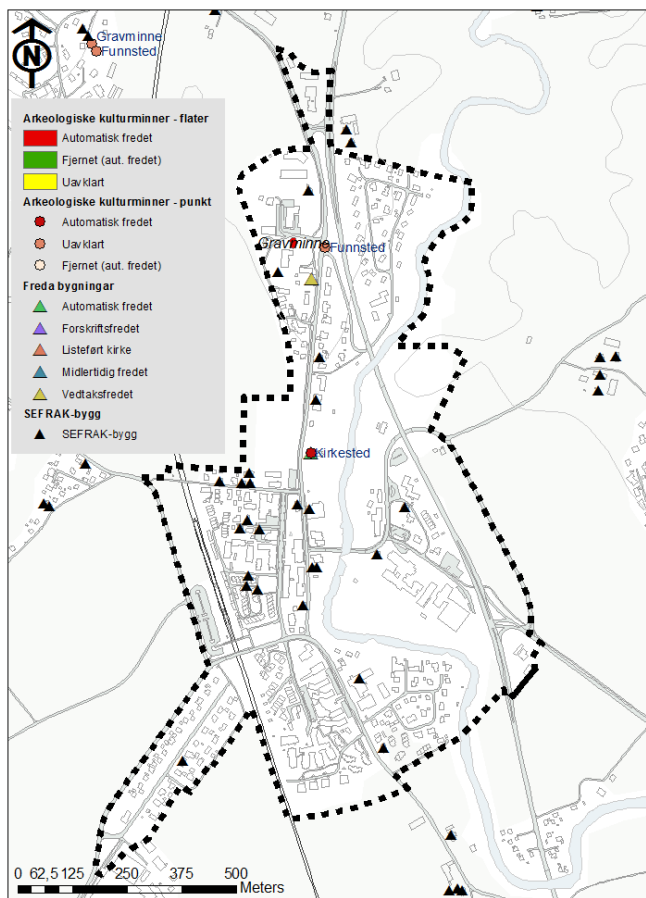 Gravminne
Funnsted
N
Arkeologiske kulturminner - flater
Automatisk fredet
Fjernet (aut. fredet)
Uavklart
Arkeologiske kulturminner - punkt
Automatisk fredet
Uavklart
Fjernet (aut. fredet)
Freda bygningar
Automatisk fredet
Forskriftsfredet
Listeført kirke
Midlertidig fredet
Vedtaksfredet
SEFRAK-bygg
SEFRAK-bygg
Gravminne
Funnsted
Kirkested
0 62,5 125 250 375 500
Meters